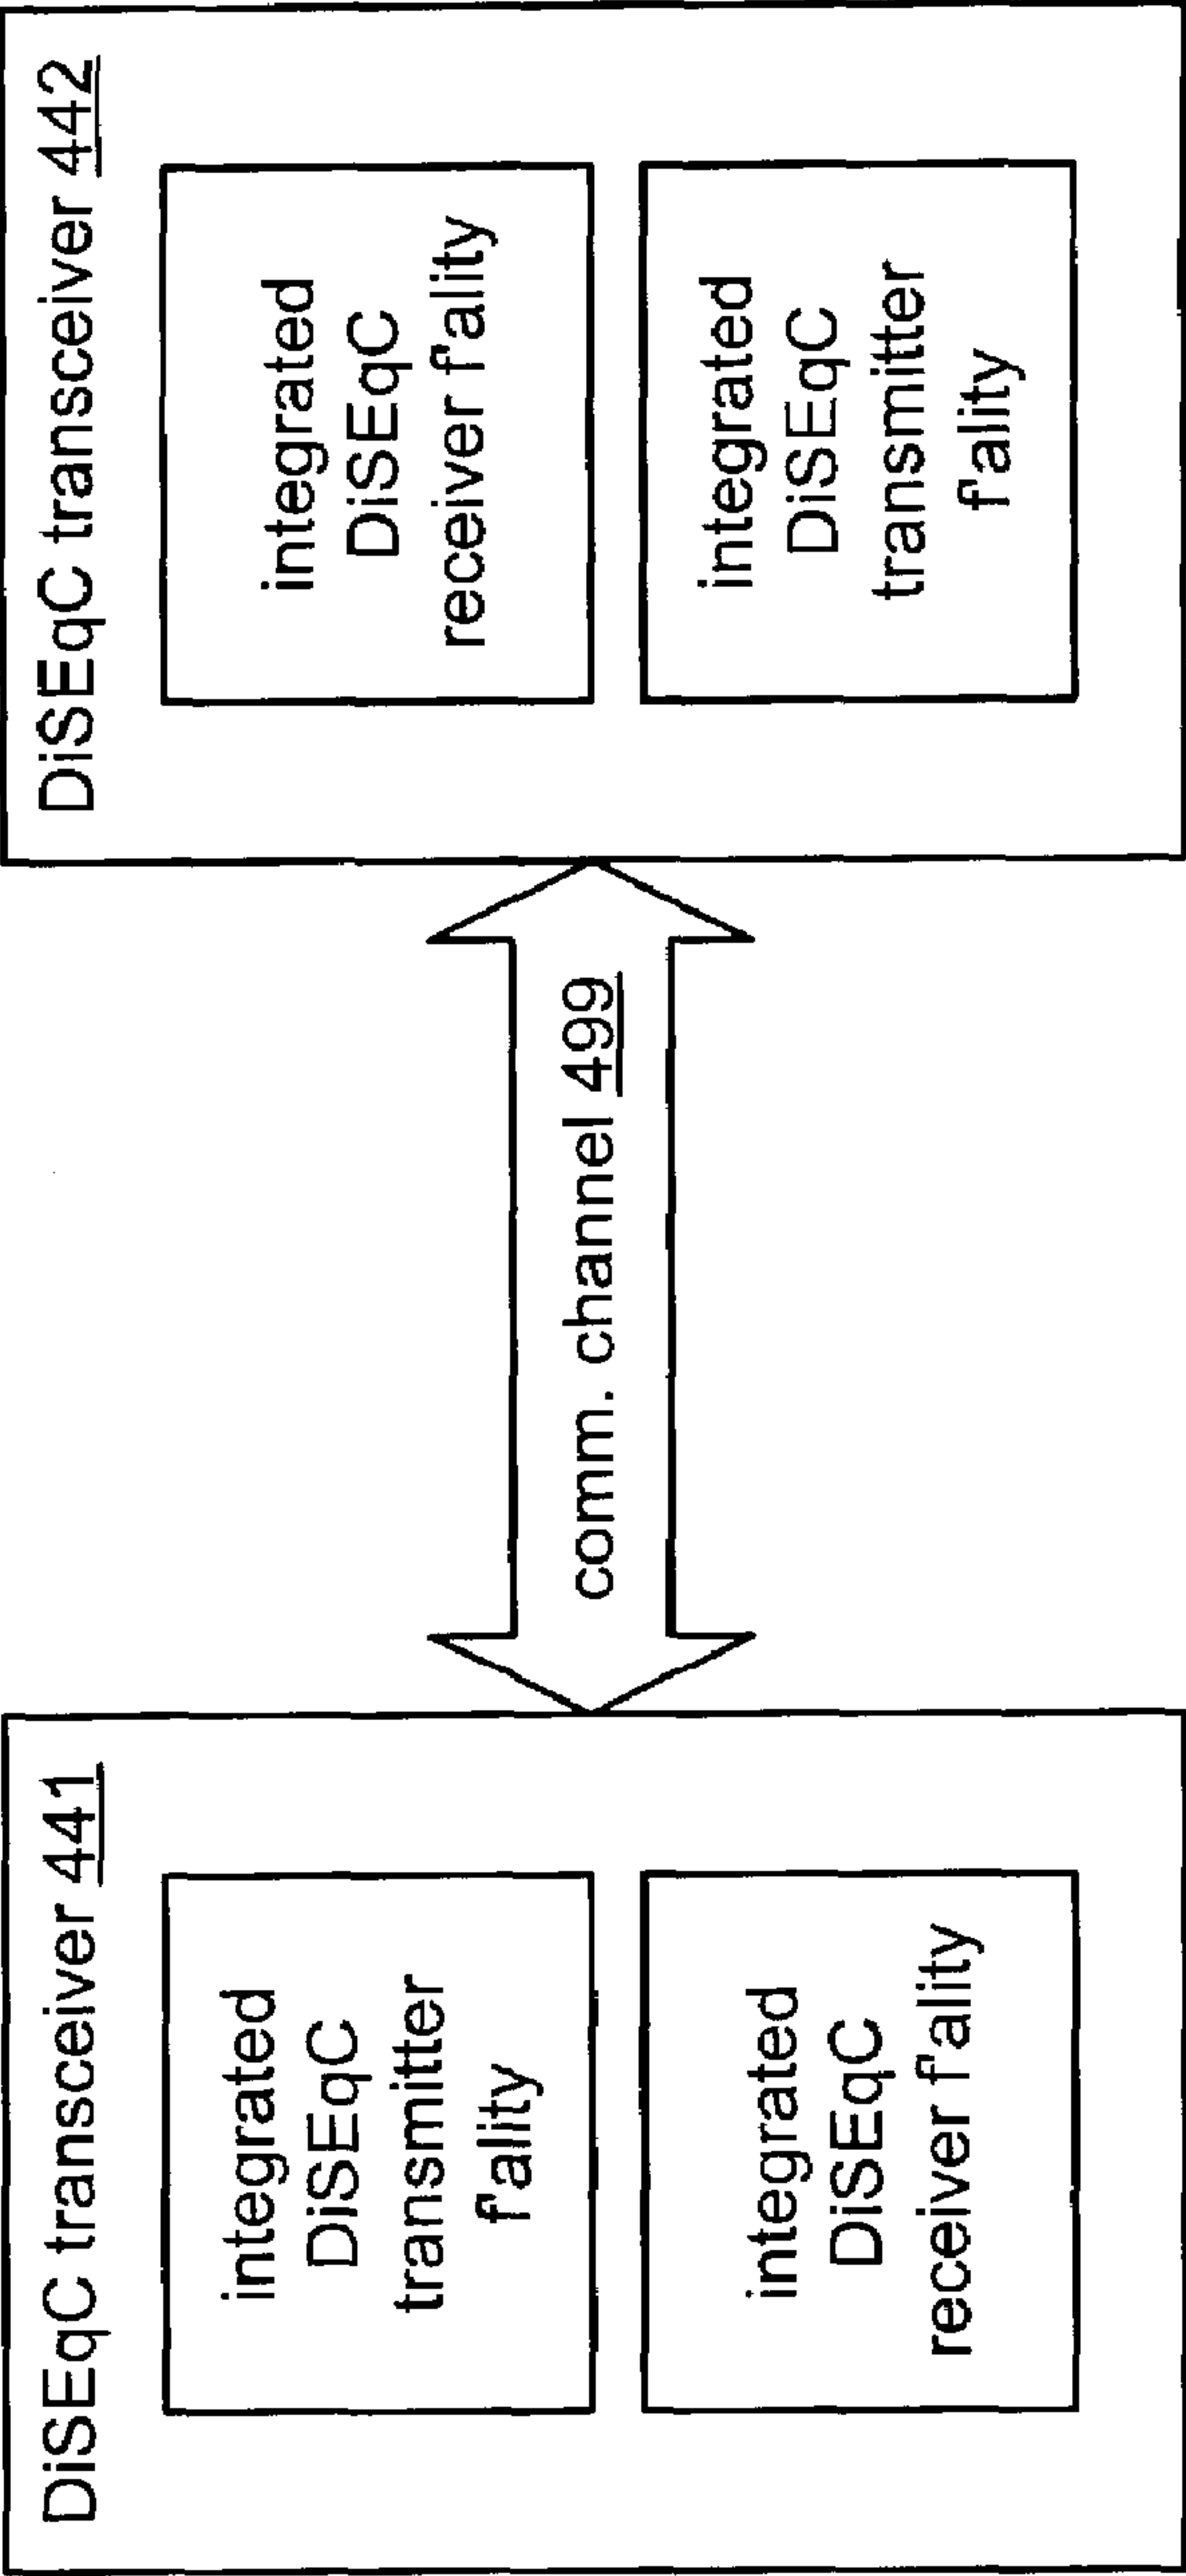 DiSEqC transceiver 441
integrated
DiSEqC
transmitter
f'ality
integrated
DiSEqC
receiver f'ality
comm. channel 499
DiSEqC transceiver 442
integrated
DiSEqC
receiver f'ality
integrated
DiSEqC
transmitter
f'ality